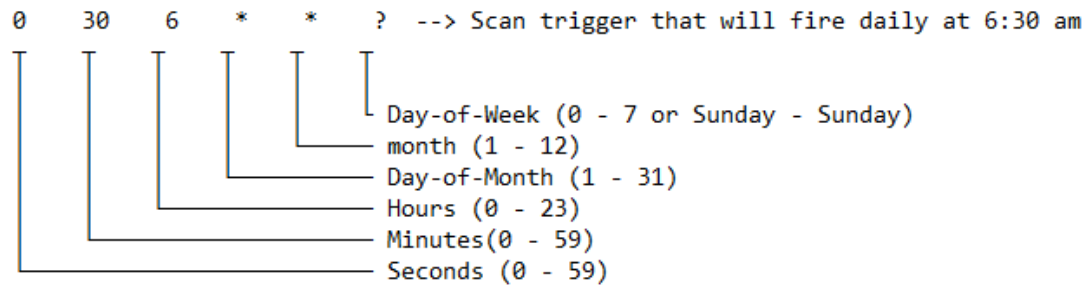 0 30 6 * * ? --> Scan trigger that will fire daily at 6:30 am
Day-of-Week (0 - 7 or Sunday - Sunday)
month (1 - 12)
Day-of-Month (1 - 31)
Hours (0 - 23)
Minutes(0 - 59)
Seconds (0 - 59)